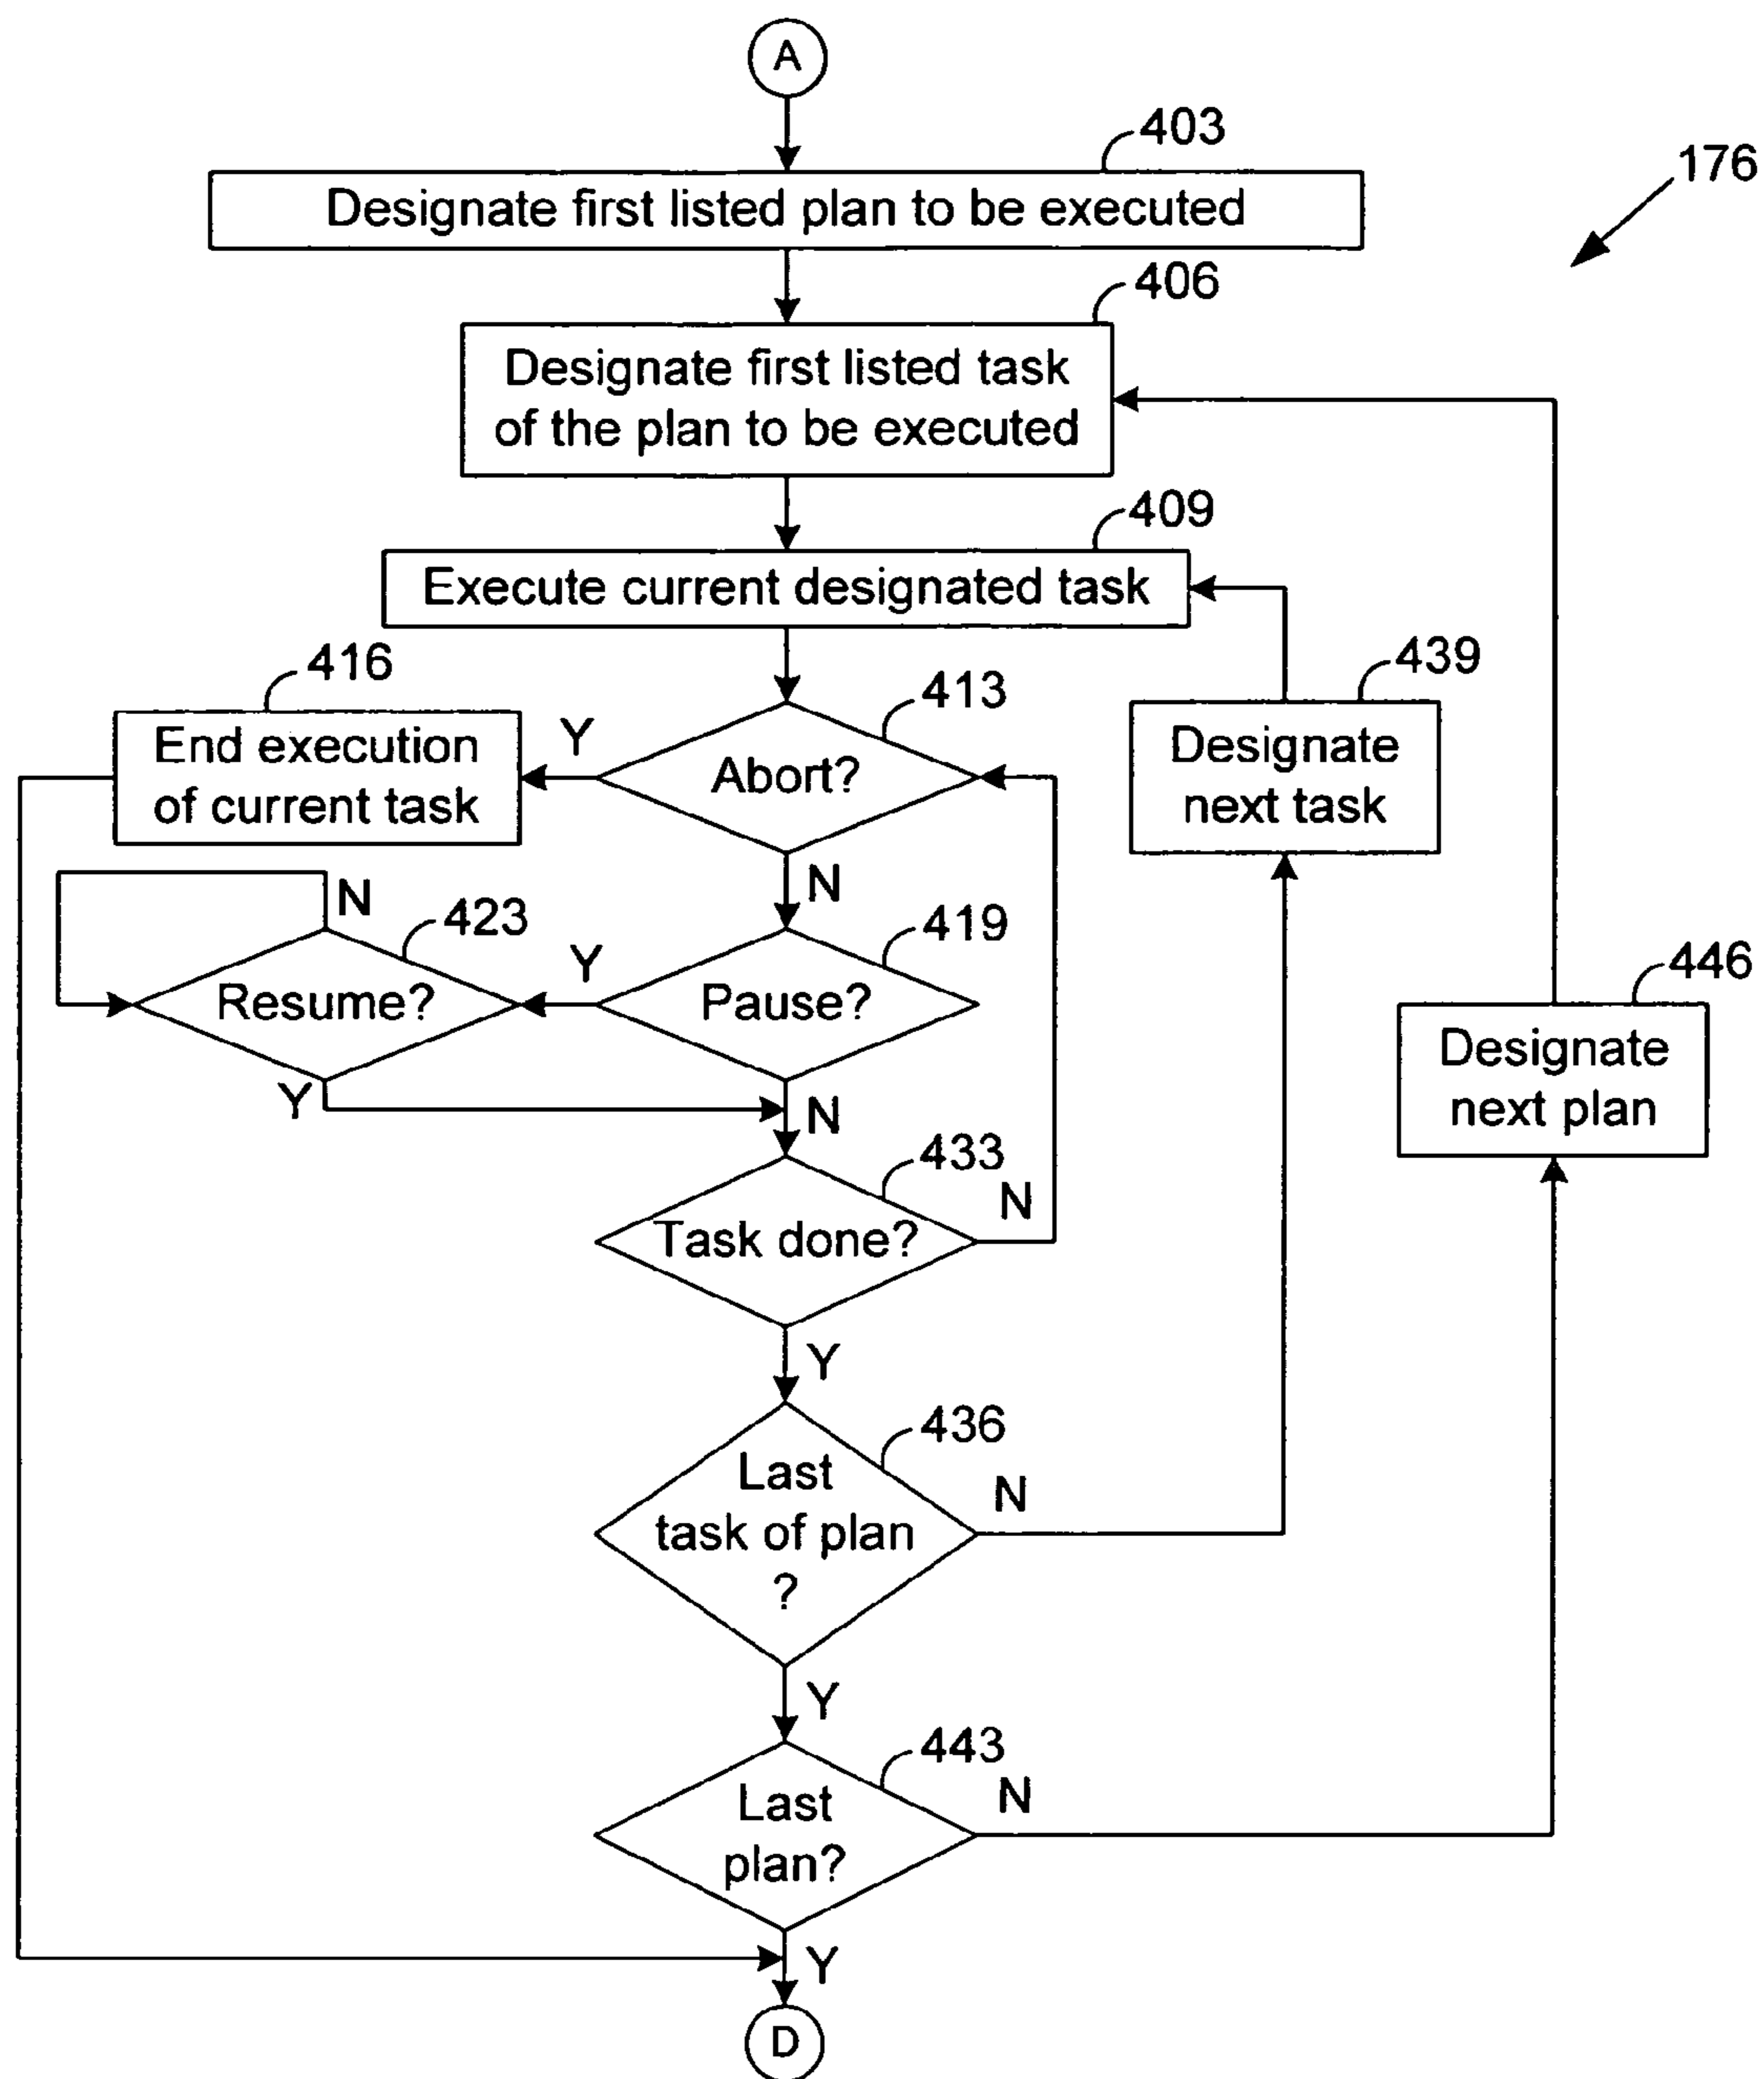 A
403
Designate first listed plan to be executed
176
406
Designate first listed task
of the plan to be executed
409
Execute current designated task
416
End execution
of current task
Y
413
Abort?
439
Designate
next task
N
N
423
Resume?
Y
419
Pause?
446
Designate
next plan
Y
N
433
Task done?
N
Y
436
Last
task of plan
?
N
Y
443
Last
plan?
N
Y
D